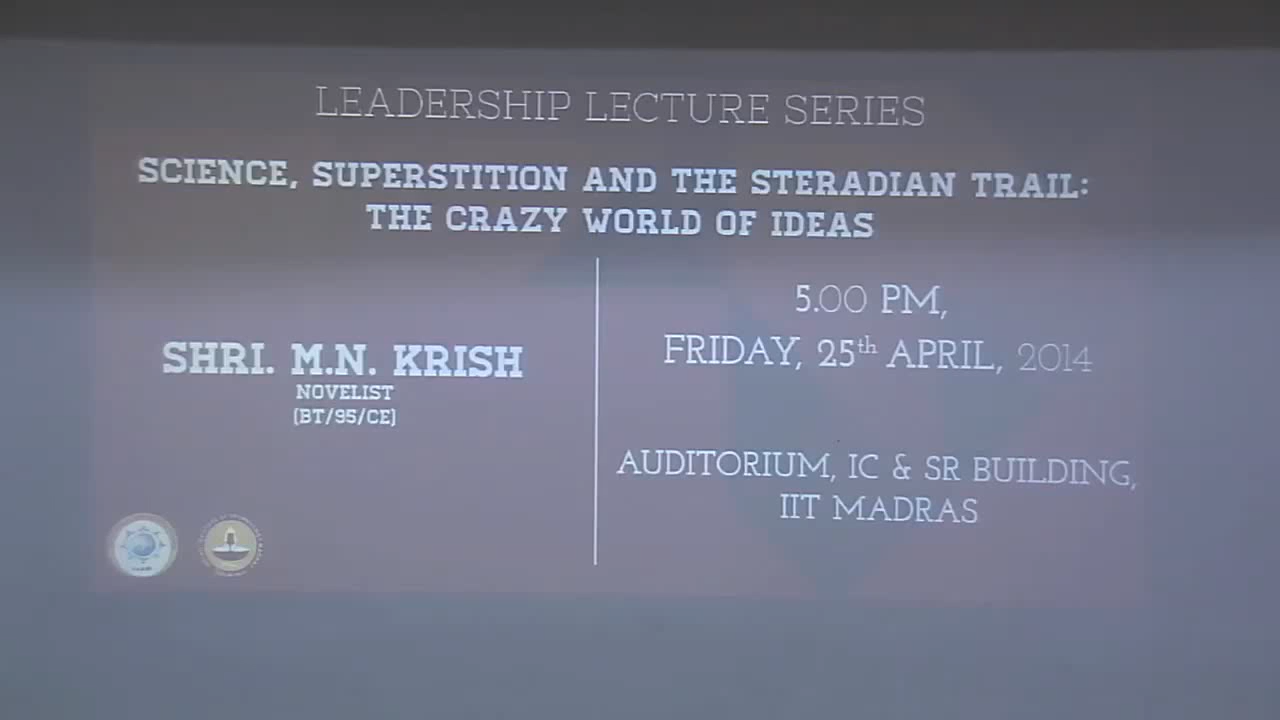 LEADERSHIP LECTURE SERIES
SCIENCE, SUPERSTITION AND THE STERADIAN TRAIL:
THE CRAZY WORLD OF IDEAS
SHRI. M.N. KRISH
NOVELIST
(BT/95/CE)
5.00 PM,
FRIDAY, 25th APRIL, 2014
AUDITORIUM, IC & SR BUILDING,
IIT MADRAS